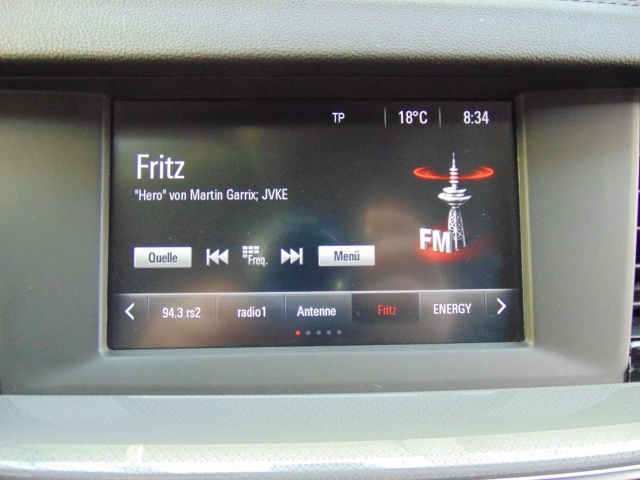 TP 18°C 8:34
Fritz
"Hero" von Martin Garrix; JVKE
FM
Quelle Freq. Menü
94.3 rs2 radio1 Antenne Fritz ENERGY